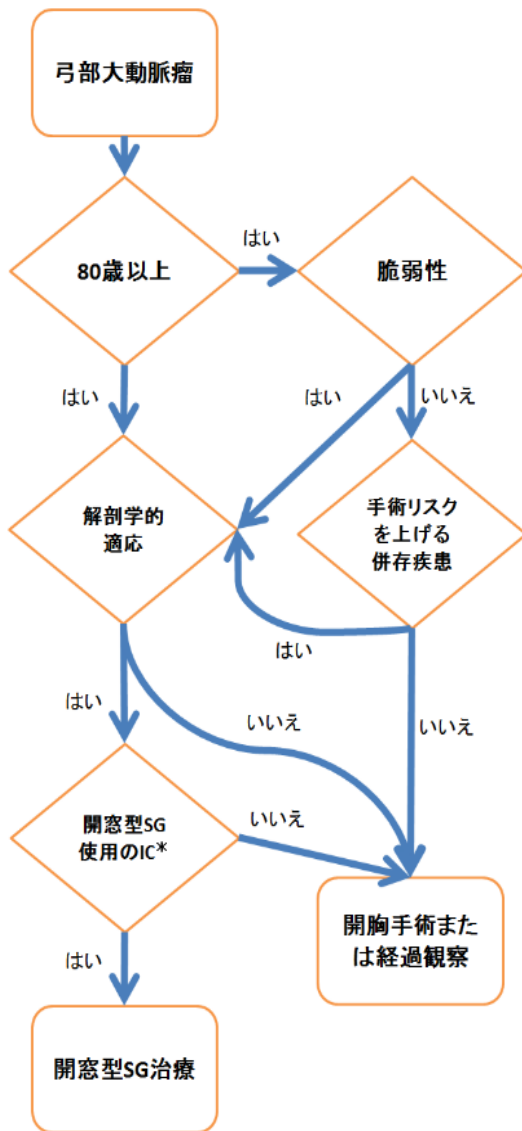 弓部大動脈瘤
はい
80歳以上
脆弱性
はい
はい
いいえ
解剖学的
適応
手術リスク
を上げる
併存疾患
はい
はい
いいえ
いいえ
開窓型SG
使用のIC*
いいえ
開胸手術また
は経過観察
はい
開窓型SG治療